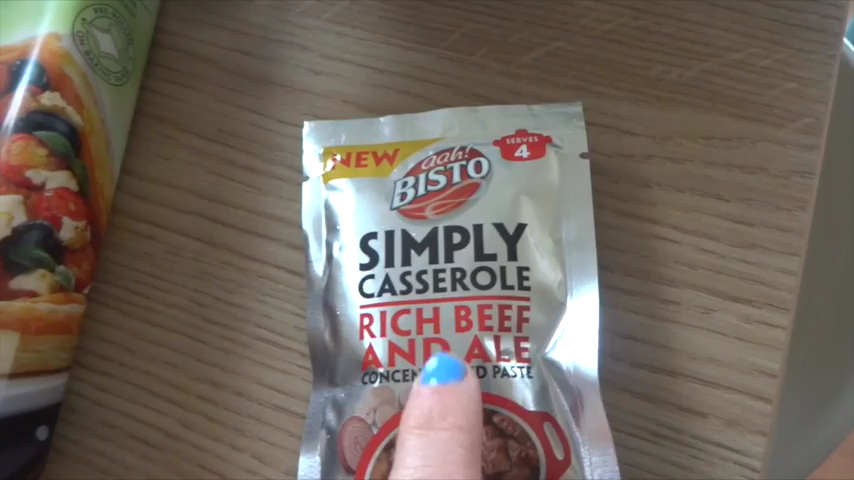 NEW
aah!
BISTO
SERVES
4
SIMPLY
CASSEROLE
RICH BEEF
AND ALE
PASTE